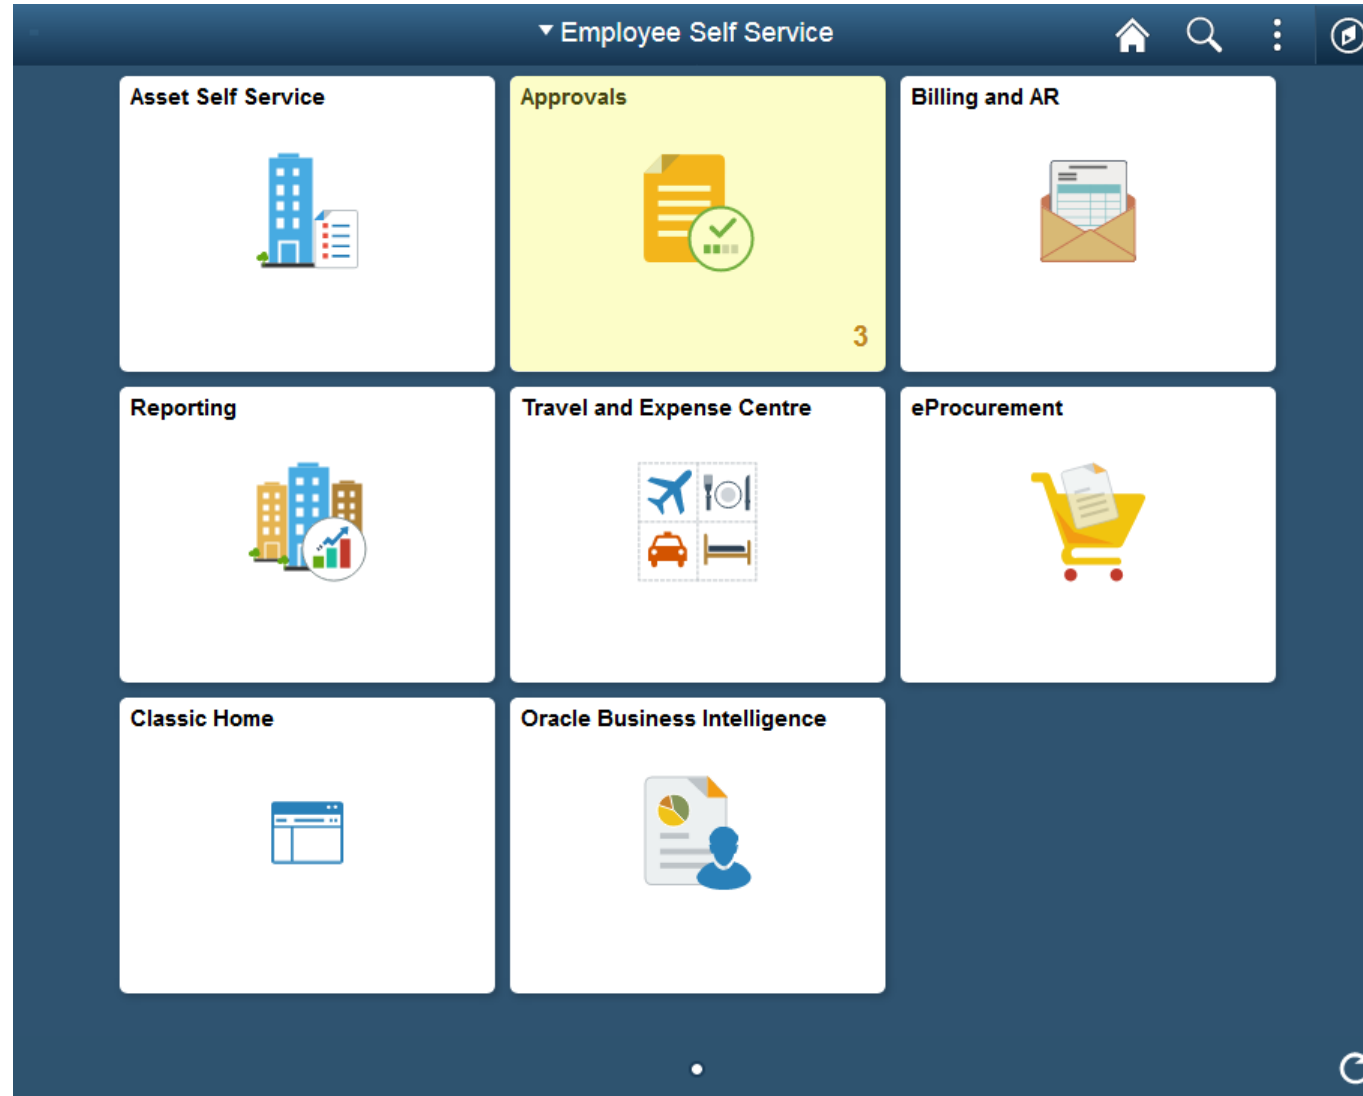 Employee Self Service
Asset Self Service
Approvals
Billing and AR
3
Reporting
Travel and Expense Centre
eProcurement
Classic Home
Oracle Business Intelligence